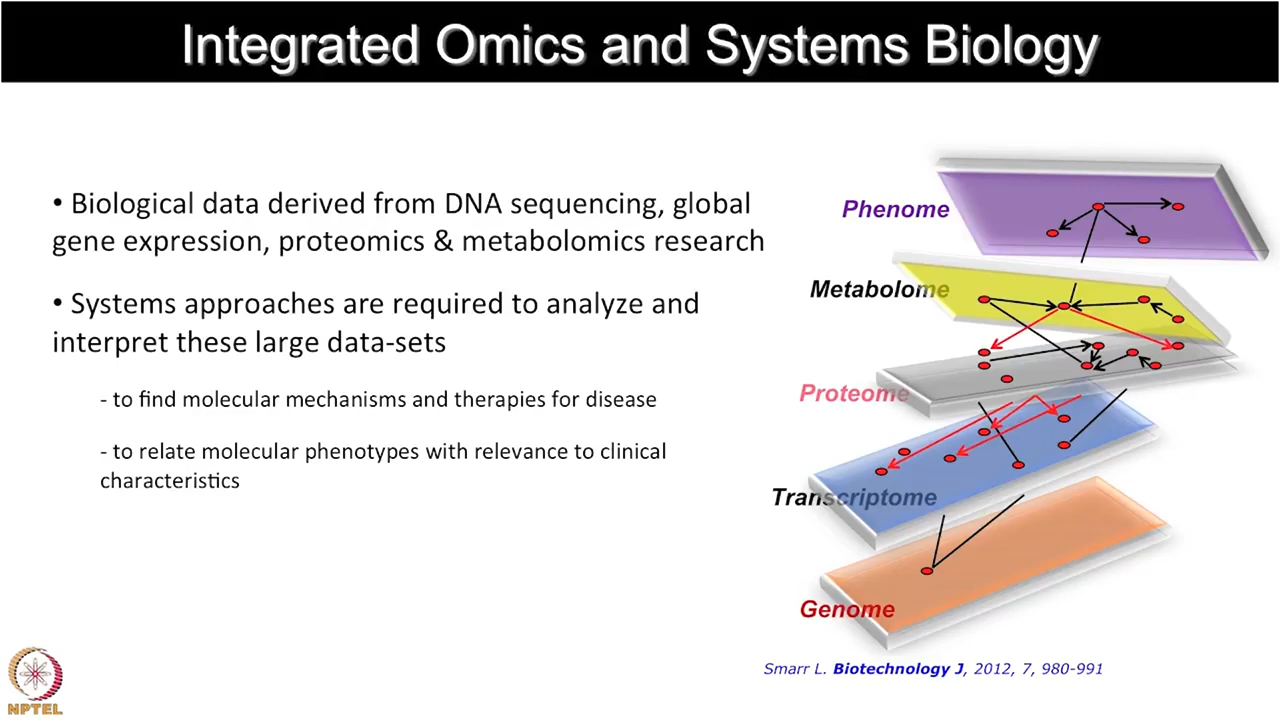 Integrated Omics and Systems Biology
• Biological data derived from DNA sequencing, global
gene expression, proteomics & metabolomics research
• Systems approaches are required to analyze and
interpret these large data-sets
- to find molecular mechanisms and therapies for disease
- to relate molecular phenotypes with relevance to clinical
characteristics
Phenome
Metabolome
Proteome
Transcriptome
Genome
Smarr L. Biotechnology J, 2012, 7, 980-991
NPTEL